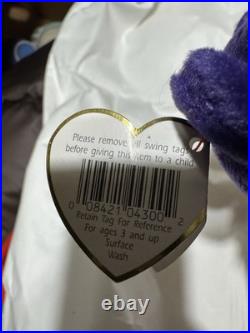 Please remove all swing tags
before giving this item to a child
0 08421 04300 2
Retain Tag For Reference
For ages 3 and up
Surface
Wash